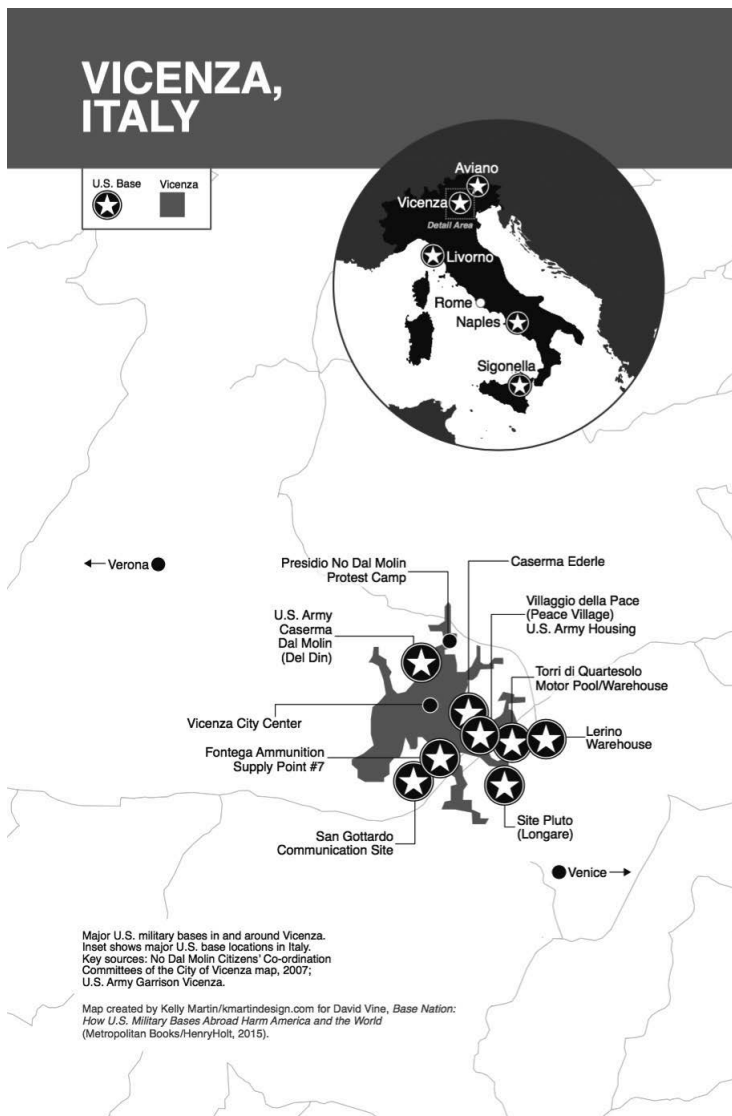 VICENZA,
ITALY
U.S. Base
Vicenza
Aviano
Vicenza
Detail Area
Livorno
Rome
Naples
Sigonella
Verona
Presidio No Dal Molin
Protest Camp
Caserma Ederle
Villaggio della Pace
(Peace Village)
U.S. Army Housing
U.S. Army
Caserma
Dal Molin
(Del Din)
Torri di Quartesolo
Motor Pool/Warehouse
Vicenza City Center
Lerino
Warehouse
Fontega Ammunition
Supply Point #7
Site Pluto
(Longare)
San Gottardo
Communication Site
Venice
Major U.S. military bases in and around Vicenza.
Inset shows major U.S. base locations in Italy.
Key sources: No Dal Molin Citizens' Co-ordination
Committees of the City of Vicenza map, 2007;
U.S. Army Garrison Vicenza.
Map created by Kelly Martin/kmartindesign.com for David Vine, Base Nation:
How U.S. Military Bases Abroad Harm America and the World
(Metropolitan Books/HenryHolt, 2015).